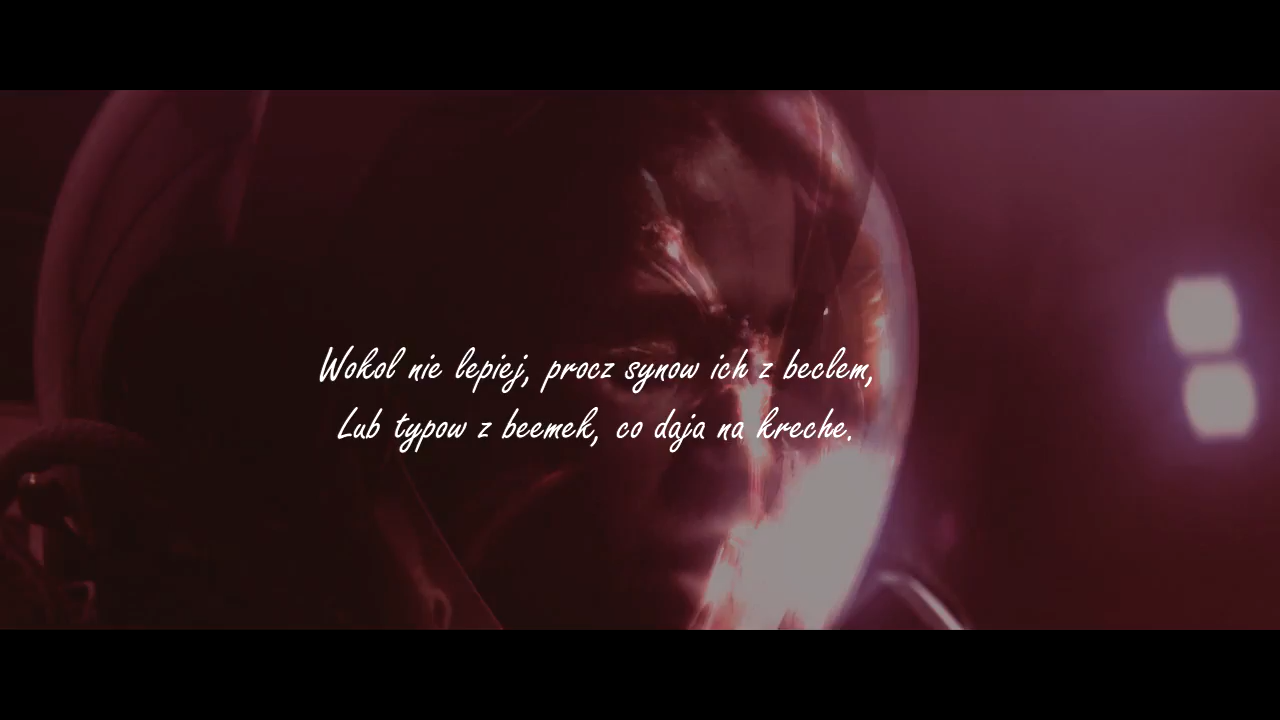 Wokol nie lepiej, procz synow ich z beclem,
Lub typow z beemek, co daja na kreche.